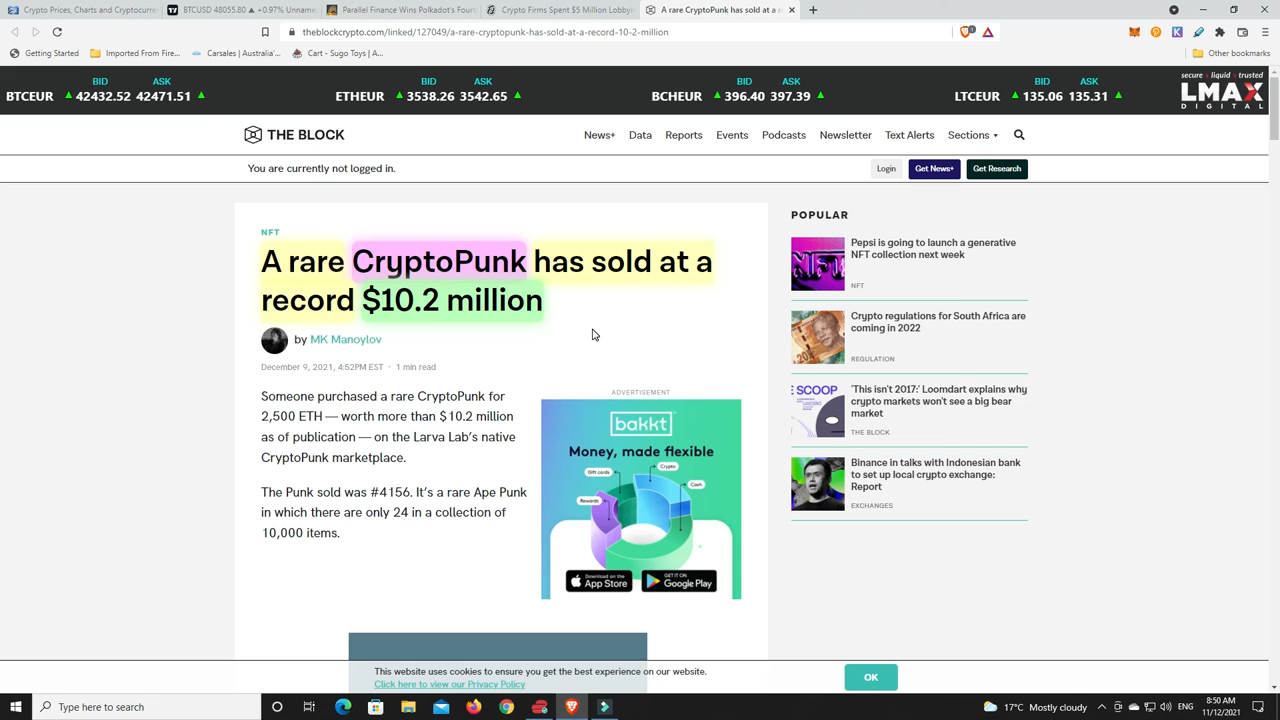 Crypto Prices, Charts and Cryptocurre
BTCUSD 48055.80 ▲ +0.97% Unname
Parallel Finance Wins Polkadot's Fourt
Crypto Firms Spent $5 Million Lobbyi
A rare CryptoPunk has sold at a r
theblockcrypto.com/linked/127049/a-rare-cryptopunk-has-sold-at-a-record-10-2-million
Getting Started
Imported From Fire...
Carsales | Australia'...
Cart - Sugo Toys | A...
Other bookmarks
BID ASK
BTCEUR 42432.52 42471.51
BID ASK
ETHEUR 3538.26 3542.65
BID ASK
BCHEUR 396.40 397.39
BID ASK
LTCEUR 135.06 135.31
secure liquid trusted
LMAX
DIGITAL
THE BLOCK
News+ Data Reports Events Podcasts Newsletter Text Alerts Sections
You are currently not logged in.
Login
Get News+
Get Research
NFT
A rare CryptoPunk has sold at a
record $10.2 million
by MK Manoylov
December 9, 2021, 4:52PM EST · 1 min read
Someone purchased a rare CryptoPunk for
2,500 ETH — worth more than $10.2 million
as of publication — on the Larva Lab's native
CryptoPunk marketplace.
The Punk sold was #4156. It's a rare Ape Punk
in which there are only 24 in a collection of
10,000 items.
ADVERTISEMENT
bakkt
Money, made flexible
Gift cards
Crypto
Cash
Rewards
Download on the
App Store
GET IT ON
Google Play
POPULAR
NFT
Pepsi is going to launch a generative
NFT collection next week
NFT
Crypto regulations for South Africa are
coming in 2022
REGULATION
E SCOOP
'This isn't 2017:' Loomdart explains why
crypto markets won't see a big bear
market
THE BLOCK
Binance in talks with Indonesian bank
to set up local crypto exchange:
Report
EXCHANGES
This website uses cookies to ensure you get the best experience on our website.
Click here to view our Privacy Policy
OK
Type here to search
17°C Mostly cloudy
8:50 AM
11/12/2021